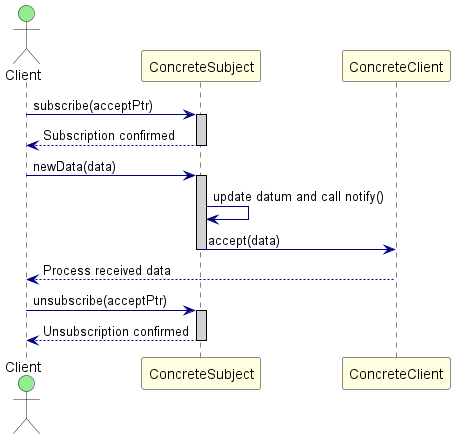 Client
ConcreteSubject
ConcreteClient
subscribe(acceptPtr)
Subscription confirmed
newData(data)
update datum and call notify()
accept(data)
Process received data
unsubscribe(acceptPtr)
Unsubscription confirmed
Client
ConcreteSubject
ConcreteClient